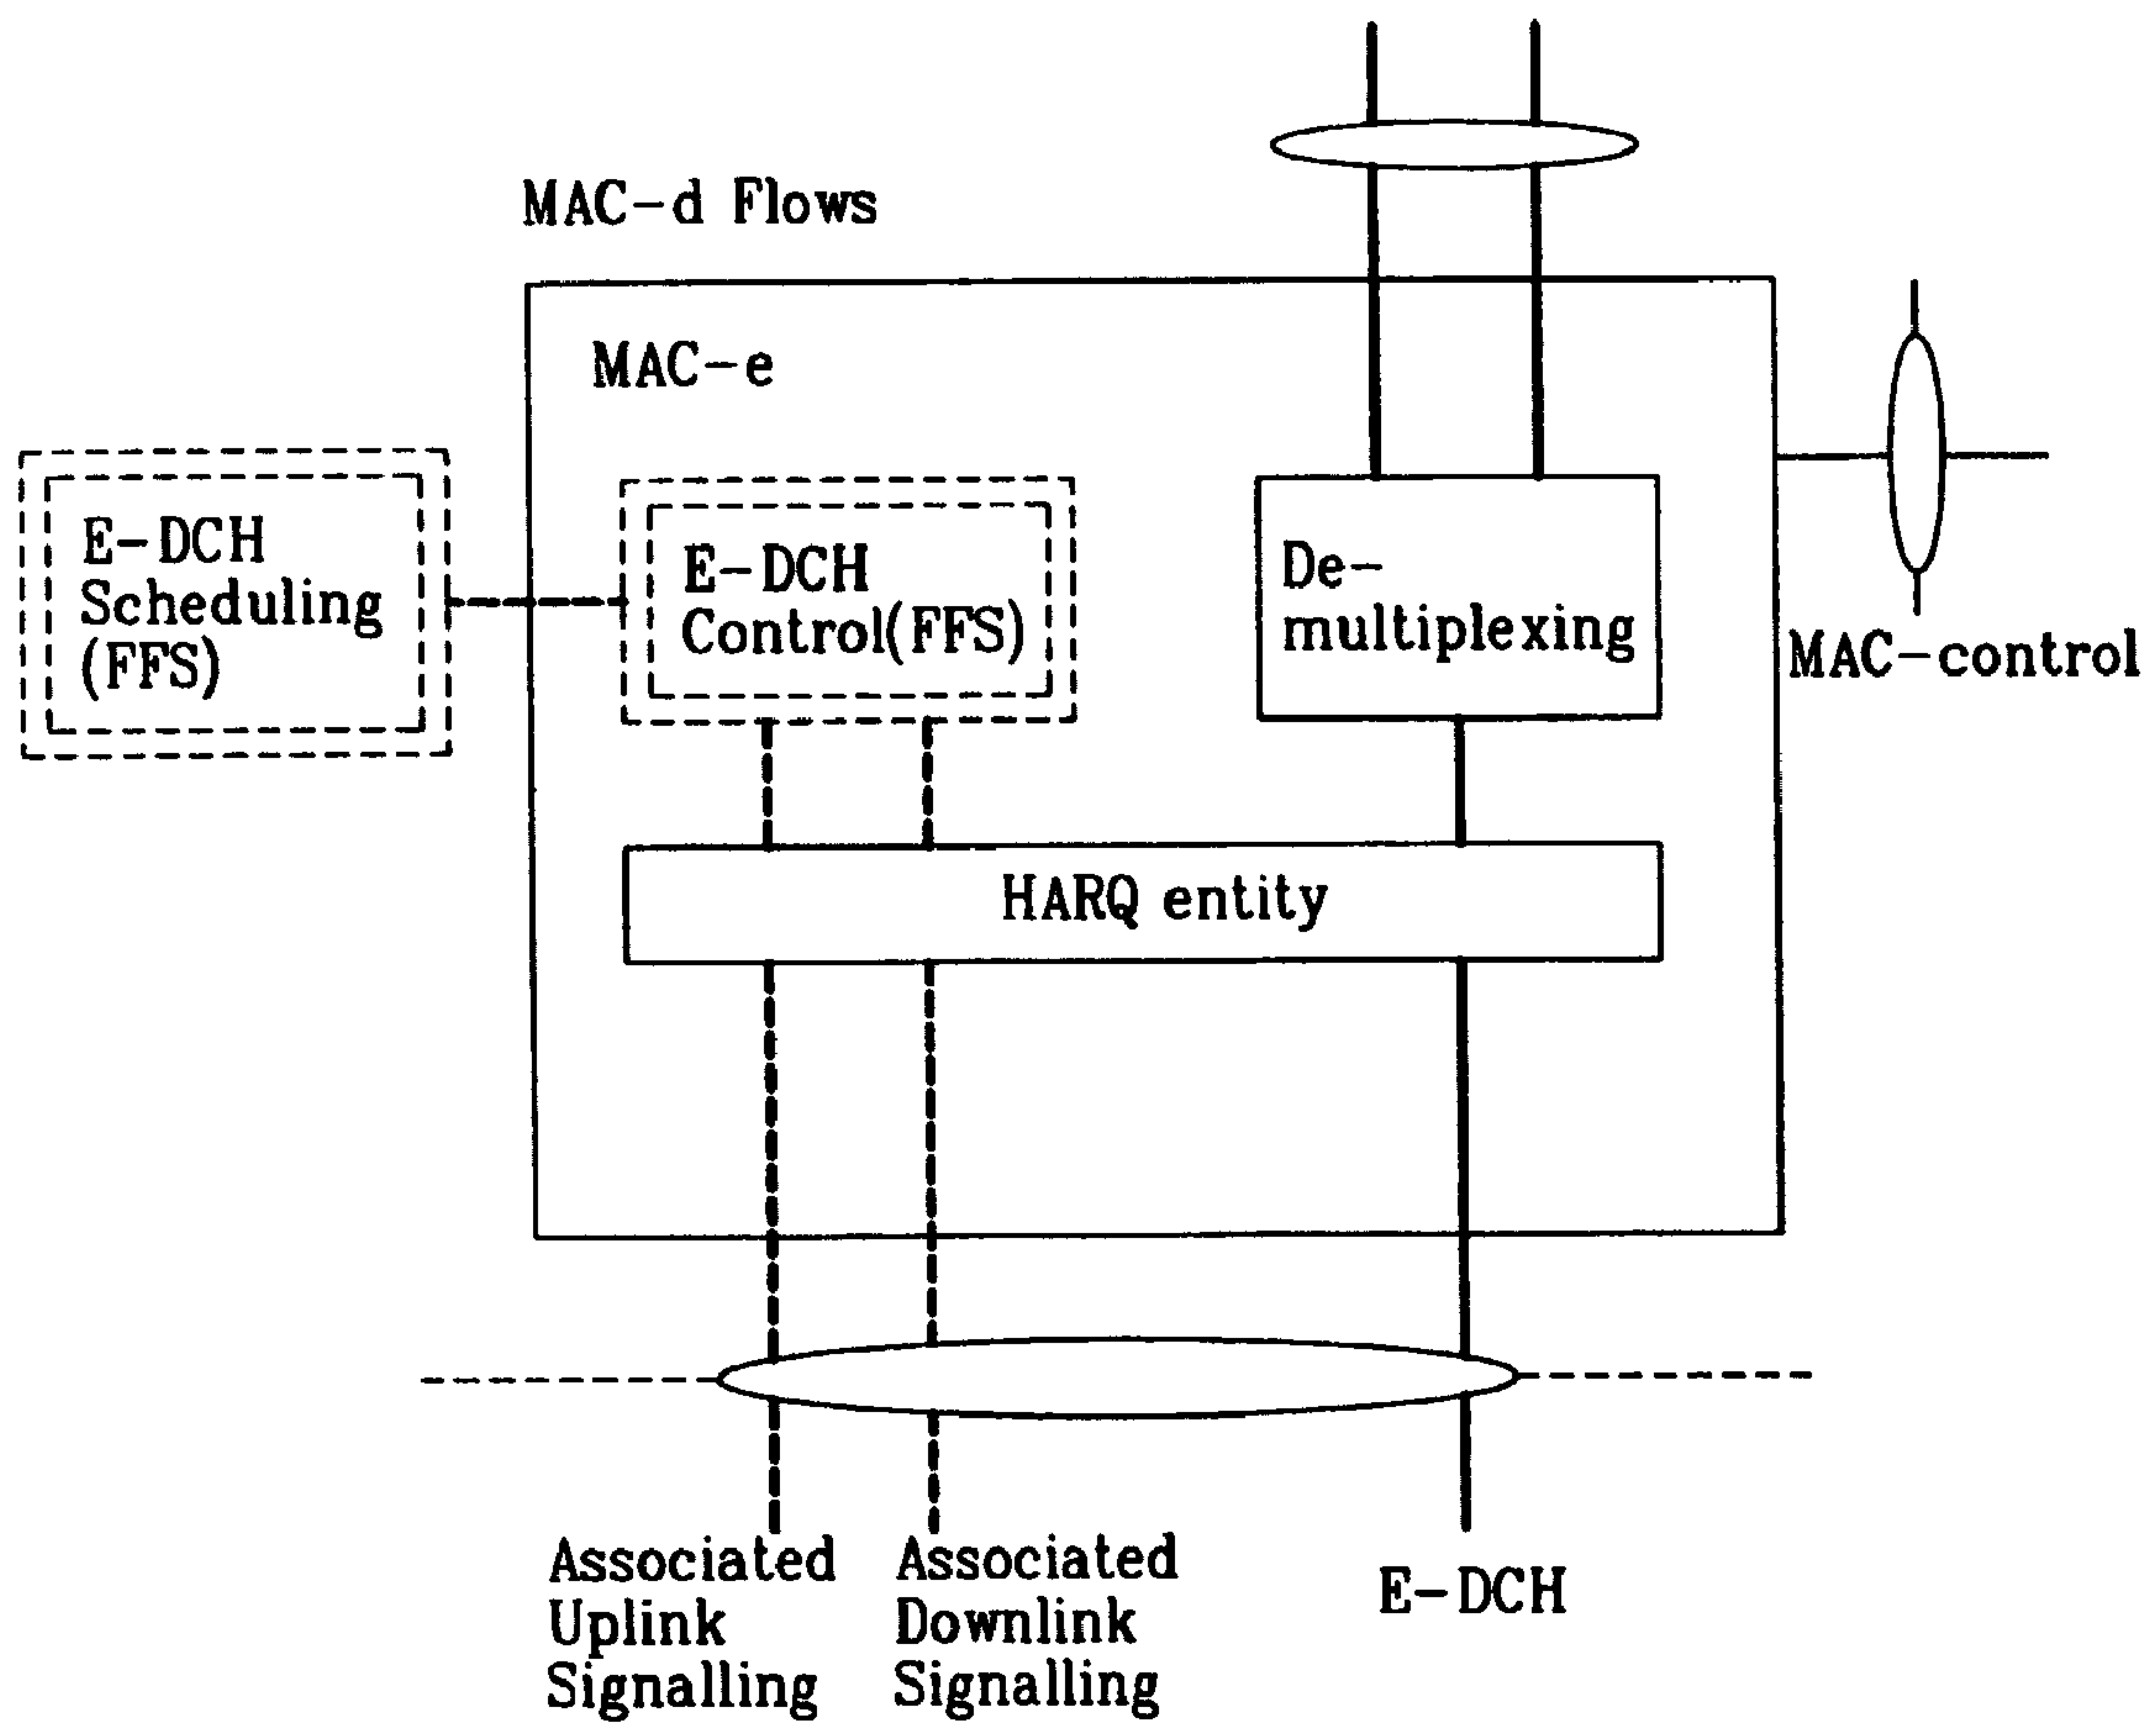 MAC-d Flows
MAC-e
E-DCH
Scheduling
(FFS)
E-DCH
Control(FFS)
De-
multiplexing
MAC-control
HARQ entity
Associated
Uplink
Signalling
Associated
Downlink
Signalling
E-DCH